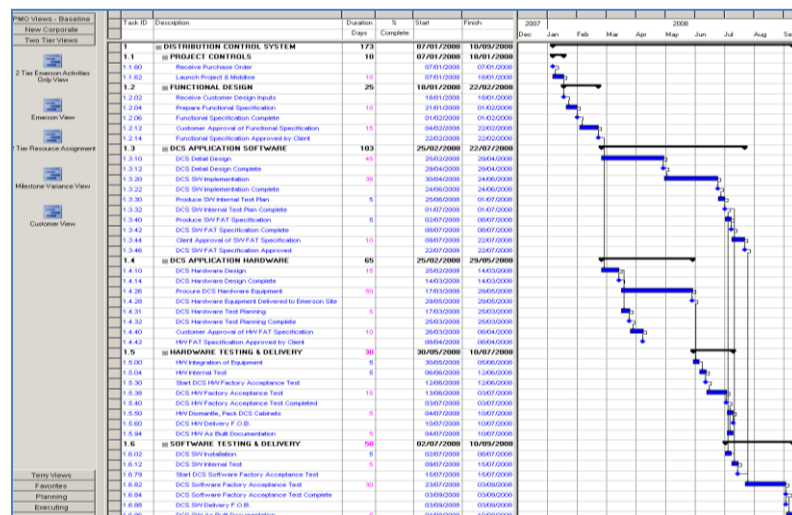 PMO Views - Baseline
New Corporate
Two Tier Views
2 Tier Emerson Activities Only View
Emerson View
Tier Resource Assignment
Milestone Variance View
Customer View
Terry Views
Favorites
Planning
Executing
Task ID Description Duration Days % Complete Start Finish
2007 2008
Dec Jan Feb Mar Apr May Jun Jul Aug Se
1 DISTRIBUTION CONTROL SYSTEM 173 07/01/2008 10/09/2008
1.1 PROJECT CONTROLS 10 07/01/2008 18/01/2008
1.1.60 Receive Purchase Order 07/01/2008 07/01/2008
1.1.62 Launch Project & Mobilise 10 07/01/2008 18/01/2008
1.2 FUNCTIONAL DESIGN 25 18/01/2008 22/02/2008
1.2.02 Receive Customer Design Inputs 18/01/2008 18/01/2008
1.2.04 Prepare Functional Specification 10 21/01/2008 01/02/2008
1.2.06 Functional Specification Complete 01/02/2008 01/02/2008
1.2.12 Customer Approval of Functional Specification 15 04/02/2008 22/02/2008
1.2.14 Functional Specification Approved by Client 22/02/2008 22/02/2008
1.3 DCS APPLICATION SOFTWARE 103 25/02/2008 22/07/2008
1.3.10 DCS Detail Design 45 25/02/2008 29/04/2008
1.3.12 DCS Detail Design Complete 29/04/2008 29/04/2008
1.3.20 DCS SW Implementation 38 30/04/2008 24/06/2008
1.3.22 DCS SW Implementation Complete 24/06/2008 24/06/2008
1.3.30 Produce SW Internal Test Plan 5 25/06/2008 01/07/2008
1.3.32 DCS SW Internal Test Plan Complete 01/07/2008 01/07/2008
1.3.40 Produce SW FAT Specification 5 02/07/2008 08/07/2008
1.3.42 DCS SW FAT Specification Complete 08/07/2008 08/07/2008
1.3.44 Client Approval of SW FAT Specification 10 09/07/2008 22/07/2008
1.3.46 DCS SW FAT Specification Approved 22/07/2008 22/07/2008
1.4 DCS APPLICATION HARDWARE 65 25/02/2008 29/05/2008
1.4.10 DCS Hardware Design 15 25/02/2008 14/03/2008
1.4.14 DCS Hardware Design Complete 14/03/2008 14/03/2008
1.4.26 Procure DCS Hardware Equipment 50 17/03/2008 29/05/2008
1.4.28 DCS Hardware Equipment Delivered to Emerson Site 29/05/2008 29/05/2008
1.4.31 DCS Hardware Test Planning 5 17/03/2008 25/03/2008
1.4.32 DCS Hardware Test Planning Complete 25/03/2008 25/03/2008
1.4.40 Customer Approval of HW FAT Specification 10 26/03/2008 08/04/2008
1.4.42 HW FAT Specification Approved by Client 08/04/2008 08/04/2008
1.5 HARDWARE TESTING & DELIVERY 30 30/05/2008 10/07/2008
1.5.00 HW Integration of Equipment 5 30/05/2008 05/06/2008
1.5.04 HW Internal Test 5 06/06/2008 12/06/2008
1.5.30 Start DCS HW Factory Acceptance Test 12/06/2008 12/06/2008
1.5.38 DCS HW Factory Acceptance Test 15 13/06/2008 03/07/2008
1.5.40 DCS HW Factory Acceptance Test Completed 03/07/2008 03/07/2008
1.5.50 HW Dismantle, Pack DCS Cabinets 5 04/07/2008 10/07/2008
1.5.60 DCS HW Delivery F.O.B. 10/07/2008 10/07/2008
1.5.94 DCS HW As Built Documentation 5 04/07/2008 10/07/2008
1.6 SOFTWARE TESTING & DELIVERY 50 02/07/2008 10/09/2008
1.6.02 DCS SW Installation 5 02/07/2008 08/07/2008
1.6.12 DCS SW Internal Test 5 09/07/2008 15/07/2008
1.6.79 Start DCS Software Factory Acceptance Test 15/07/2008 15/07/2008
1.6.82 DCS Software Factory Acceptance Test 30 23/07/2008 03/09/2008
1.6.84 DCS Software Factory Acceptance Test Complete 03/09/2008 03/09/2008
1.6.88 DCS SW Delivery F.O.B. 03/09/2008 03/09/2008